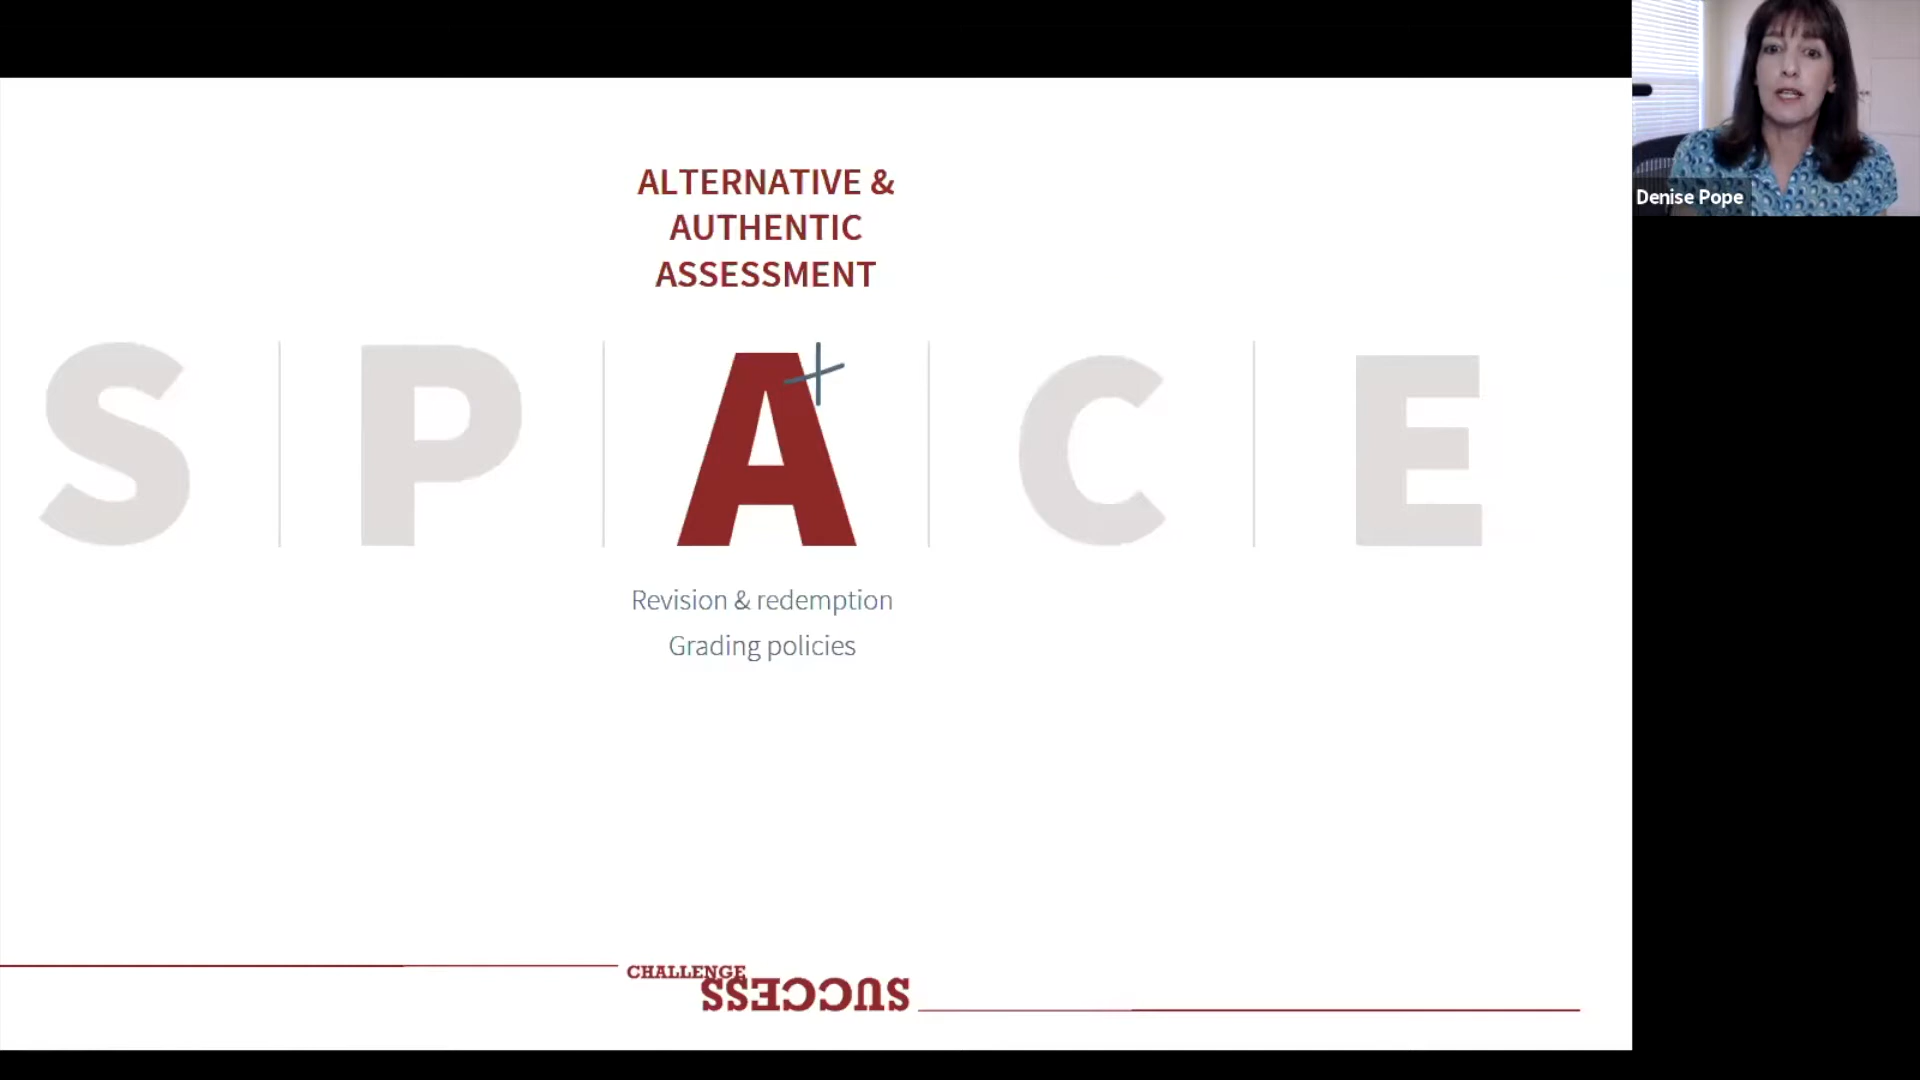 ALTERNATIVE &
AUTHENTIC
ASSESSMENT
S P A+ C E
Revision & redemption
Grading policies
CHALLENGE
SUCCESS
Denise Pope